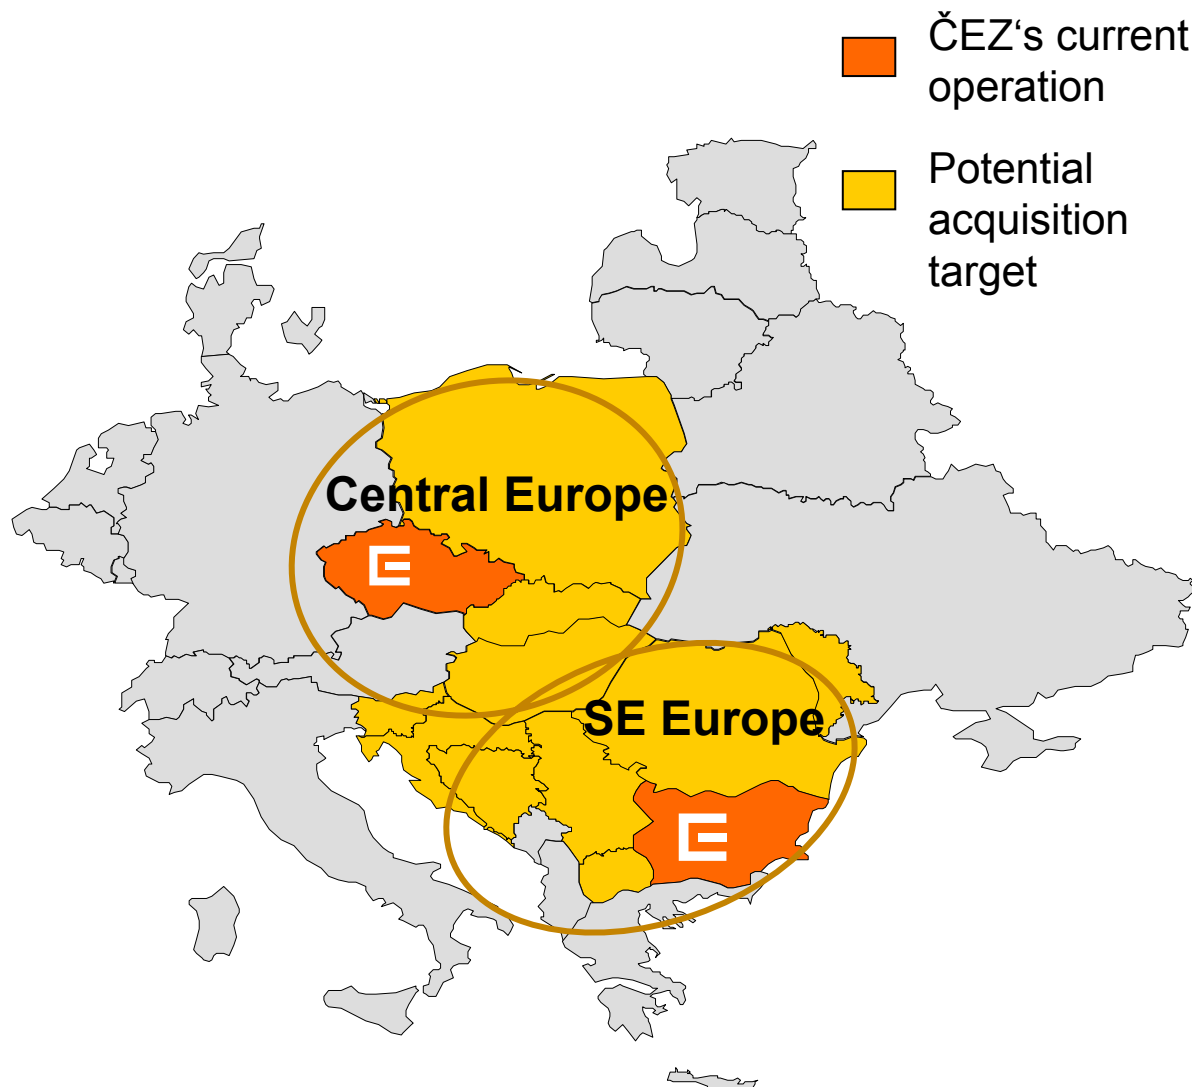 ČEZ‘s current
operation
Potential
acquisition
target
Central Europe
SE Europe